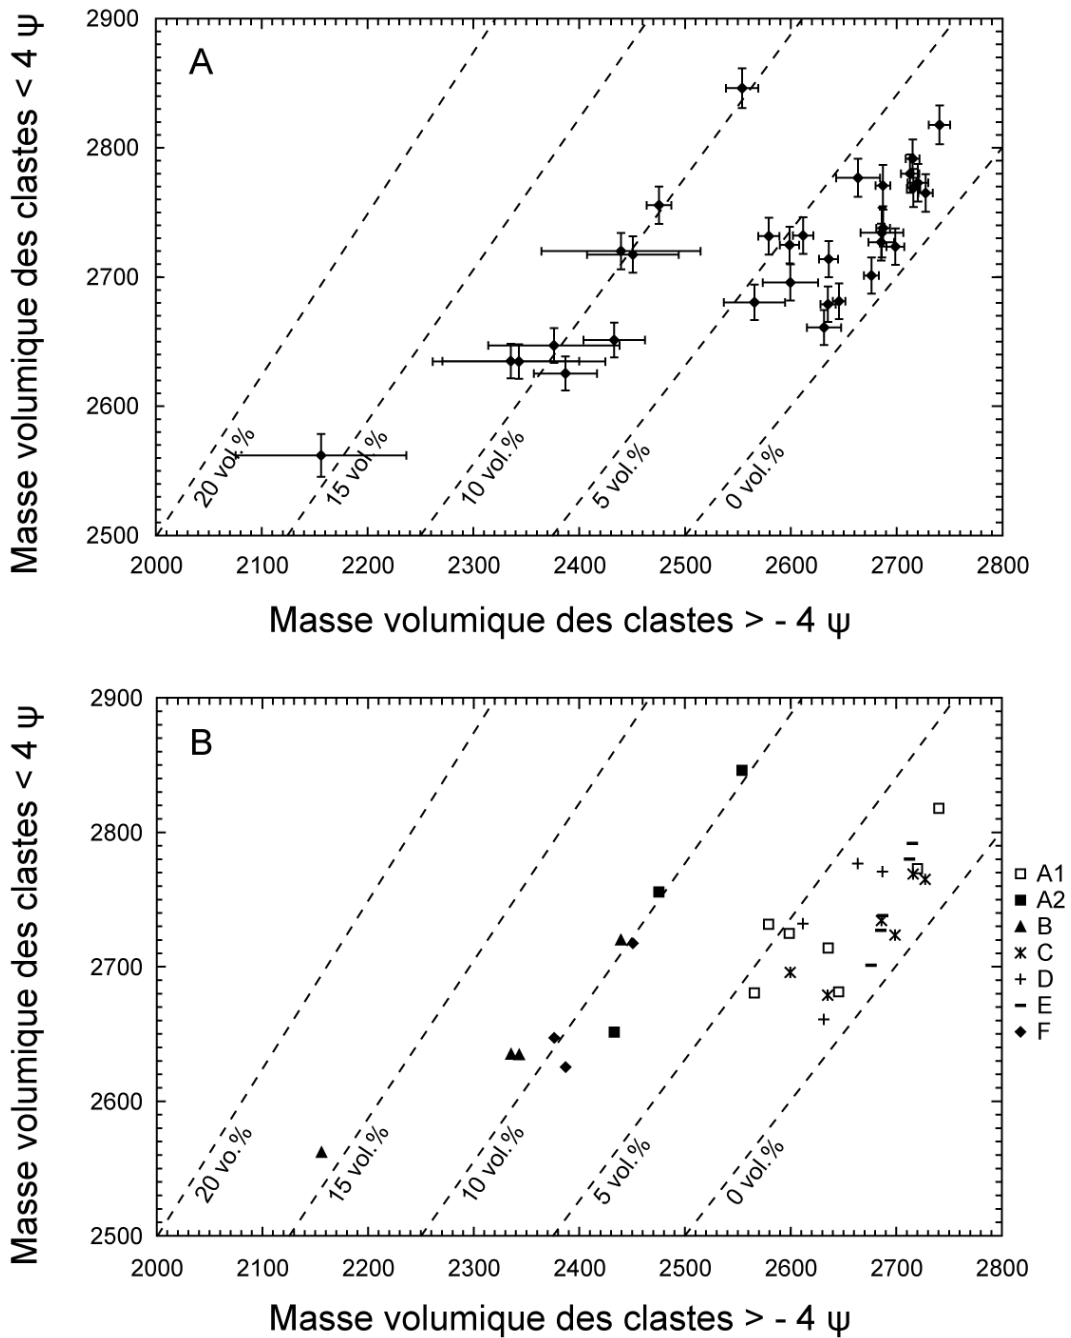 2900
2800
2700
2600
2500
Masse volumique des clastes < 4 ψ
A
20 vol.%
15 vol.%
10 vol.%
5 vol.%
0 vol.%
2000 2100 2200 2300 2400 2500 2600 2700 2800
Masse volumique des clastes > - 4 ψ
2900
2800
2700
2600
2500
Masse volumique des clastes < 4 ψ
B
20 vo.%
15 vol.%
10 vol.%
5 vol.%
0 vol.%
A1
A2
B
C
D
E
F
2000 2100 2200 2300 2400 2500 2600 2700 2800
Masse volumique des clastes > - 4 ψ